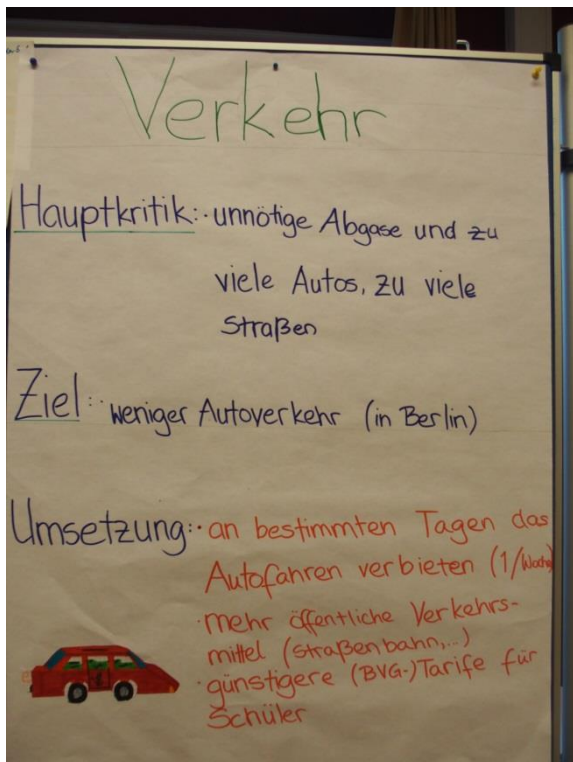 Verkehr
Hauptkritik: · unnötige Abgase und zu
viele Autos, zu viele
straßen
Ziel: · weniger Autoverkehr (in Berlin)
Umsetzung: · an bestimmten Tagen das
Autofahren verbieten (1/Woche)
· mehr öffentliche Verkehrs-
mittel (straßenbahn,...)
· günstigere (BVG-)Tarife für
Schüler